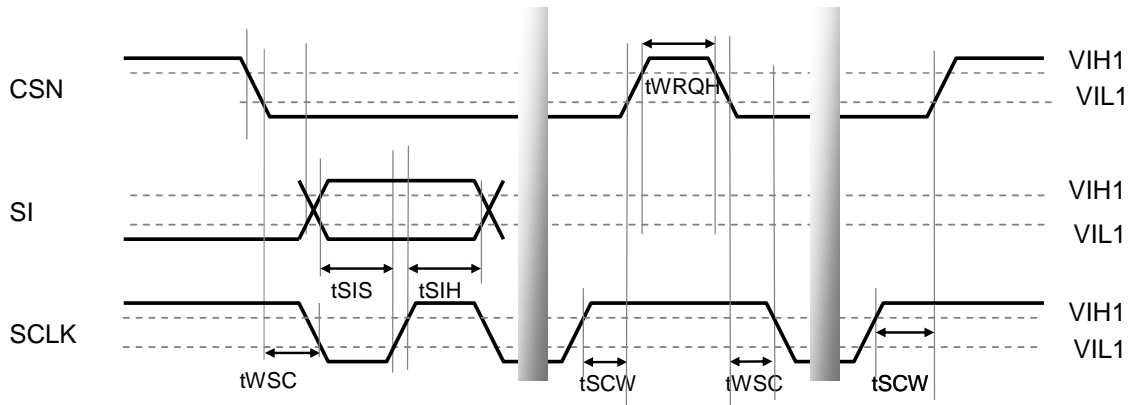 CSN
tWRQH
VIH1
VIL1
SI
VIH1
VIL1
tSIS
tSIH
SCLK
VIH1
VIL1
tWSC
tSCW
tWSC
tSCW